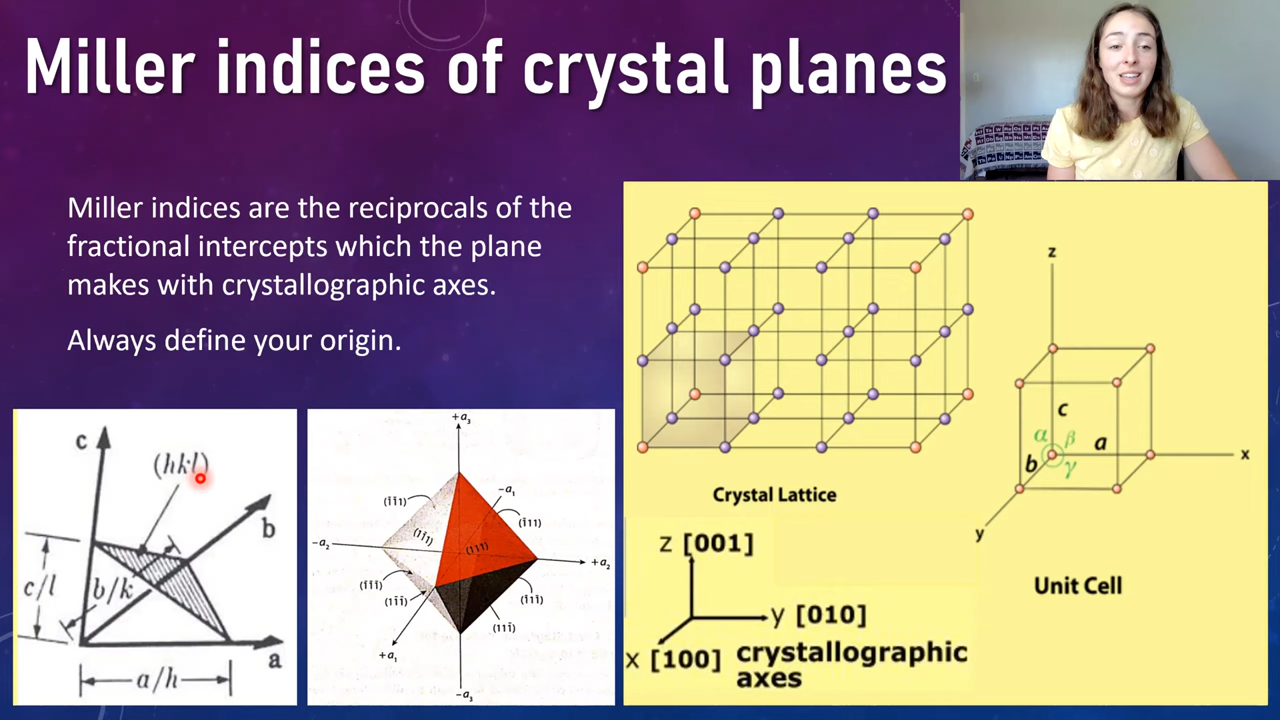 Miller indices of crystal planes
Miller indices are the reciprocals of the
fractional intercepts which the plane
makes with crystallographic axes.
Always define your origin.
c
(hkl)
b
c/l
b/k
a
a/h
+a₃
-a₁
(1̄1̄1)
(1̄11)
(11̄1)
(111)
-a₂
+a₂
(1̄1̄1̄)
(11̄1̄)
(1̄11̄)
(111̄)
+a₁
-a₃
Crystal Lattice
z
c
α
β
a
b
γ
x
y
Unit Cell
z [001]
y [010]
x [100]
crystallographic
axes